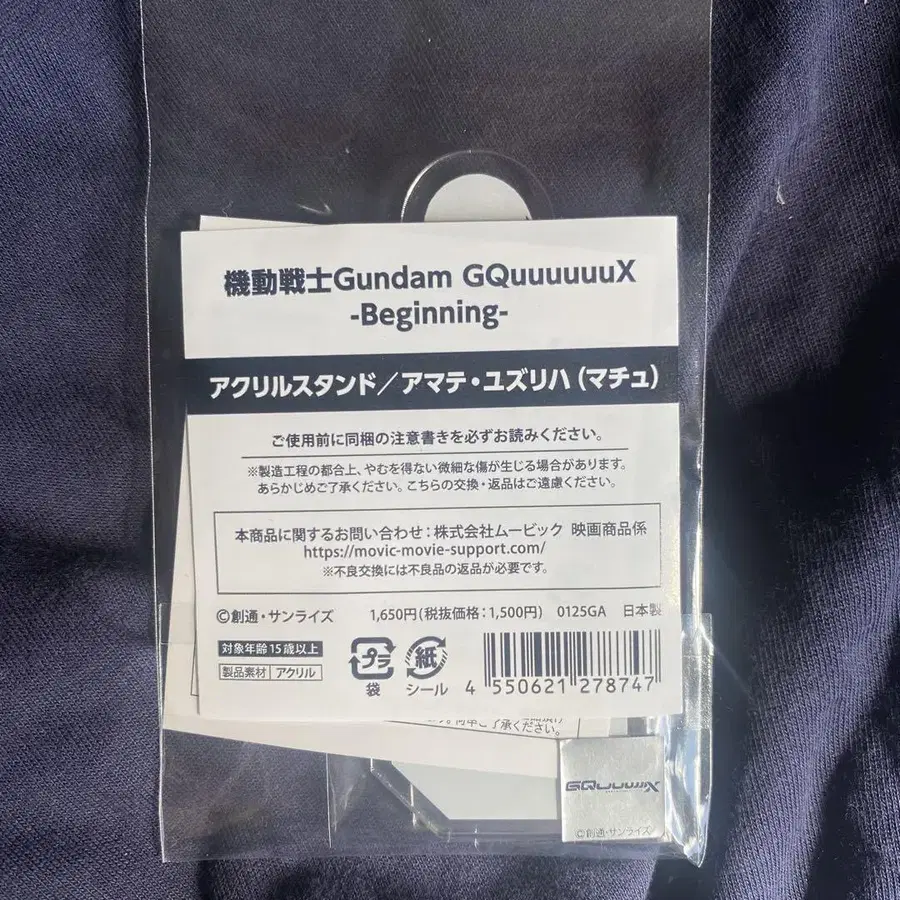 機動戦士Gundam GQuuuuuuX
-Beginning-
アクリルスタンド／アマテ・ユズリハ（マチュ）
ご使用前に同梱の注意書きを必ずお読みください。
※製造工程の都合上、やむを得ない微細な傷が生じる場合があります。
あらかじめご了承ください。こちらの交換・返品はご遠慮ください。
本商品に関するお問い合わせ：株式会社ムービック 映画商品係
https://movic-movie-support.com/
※不良交換には不良品の返品が必要です。
©創通・サンライズ 1,650円（税抜価格：1,500円） 0125GA 日本製
対象年齢15歳以上
製品素材 アクリル
プラ
袋
紙
シール
4 550621 278747
ご了承ください。
GQuuuuuuX
©創通・サンライズ